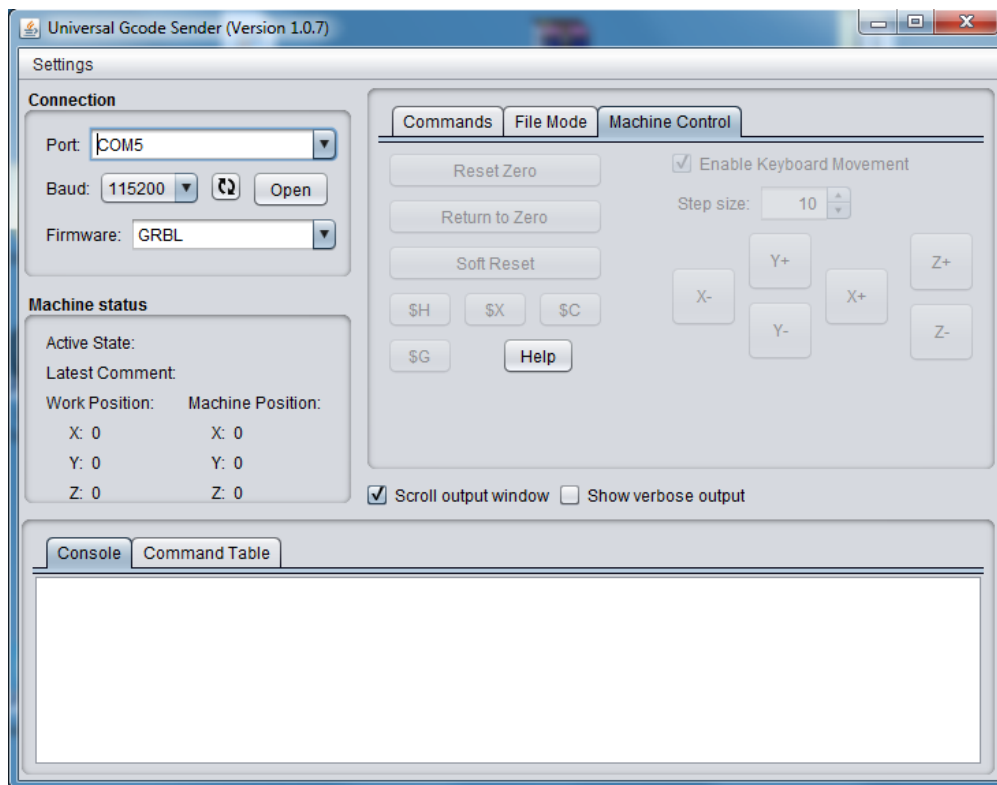 Universal Gcode Sender (Version 1.0.7)
Settings
Connection
Port: COM5
Baud: 115200 Open
Firmware: GRBL
Machine status
Active State:
Latest Comment:
Work Position: Machine Position:
X: 0 X: 0
Y: 0 Y: 0
Z: 0 Z: 0
Commands File Mode Machine Control
Reset Zero
Return to Zero
Soft Reset
$H $X $C
$G Help
Enable Keyboard Movement
Step size: 10
Y+
X- X+
Y-
Z+
Z-
Scroll output window Show verbose output
Console Command Table